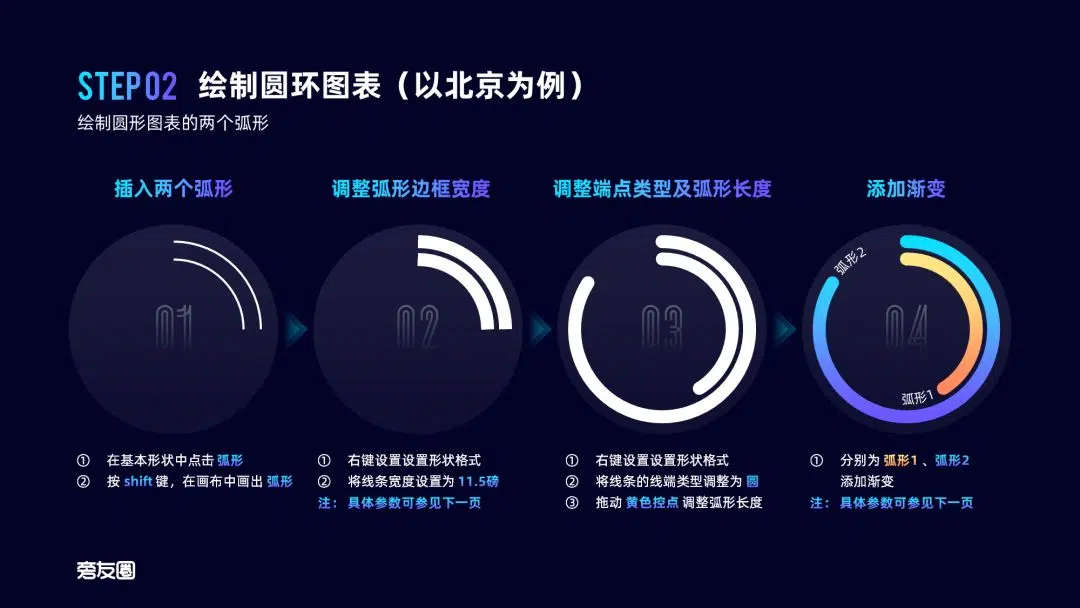 STEP 02 绘制圆环图表（以北京为例）
绘制圆形图表的两个弧形
插入两个弧形
01
① 在基本形状中点击 弧形
② 按 shift 键，在画布中画出 弧形
调整弧形边框宽度
02
① 右键设置设置形状格式
② 将线条宽度设置为 11.5磅
注： 具体参数可参见下一页
调整端点类型及弧形长度
03
① 右键设置设置形状格式
② 将线条的线端类型调整为 圆
③ 拖动 黄色控点 调整弧形长度
添加渐变
弧形2
04
弧形1
① 分别为 弧形1 、弧形2
添加渐变
注： 具体参数可参见下一页
旁友圈